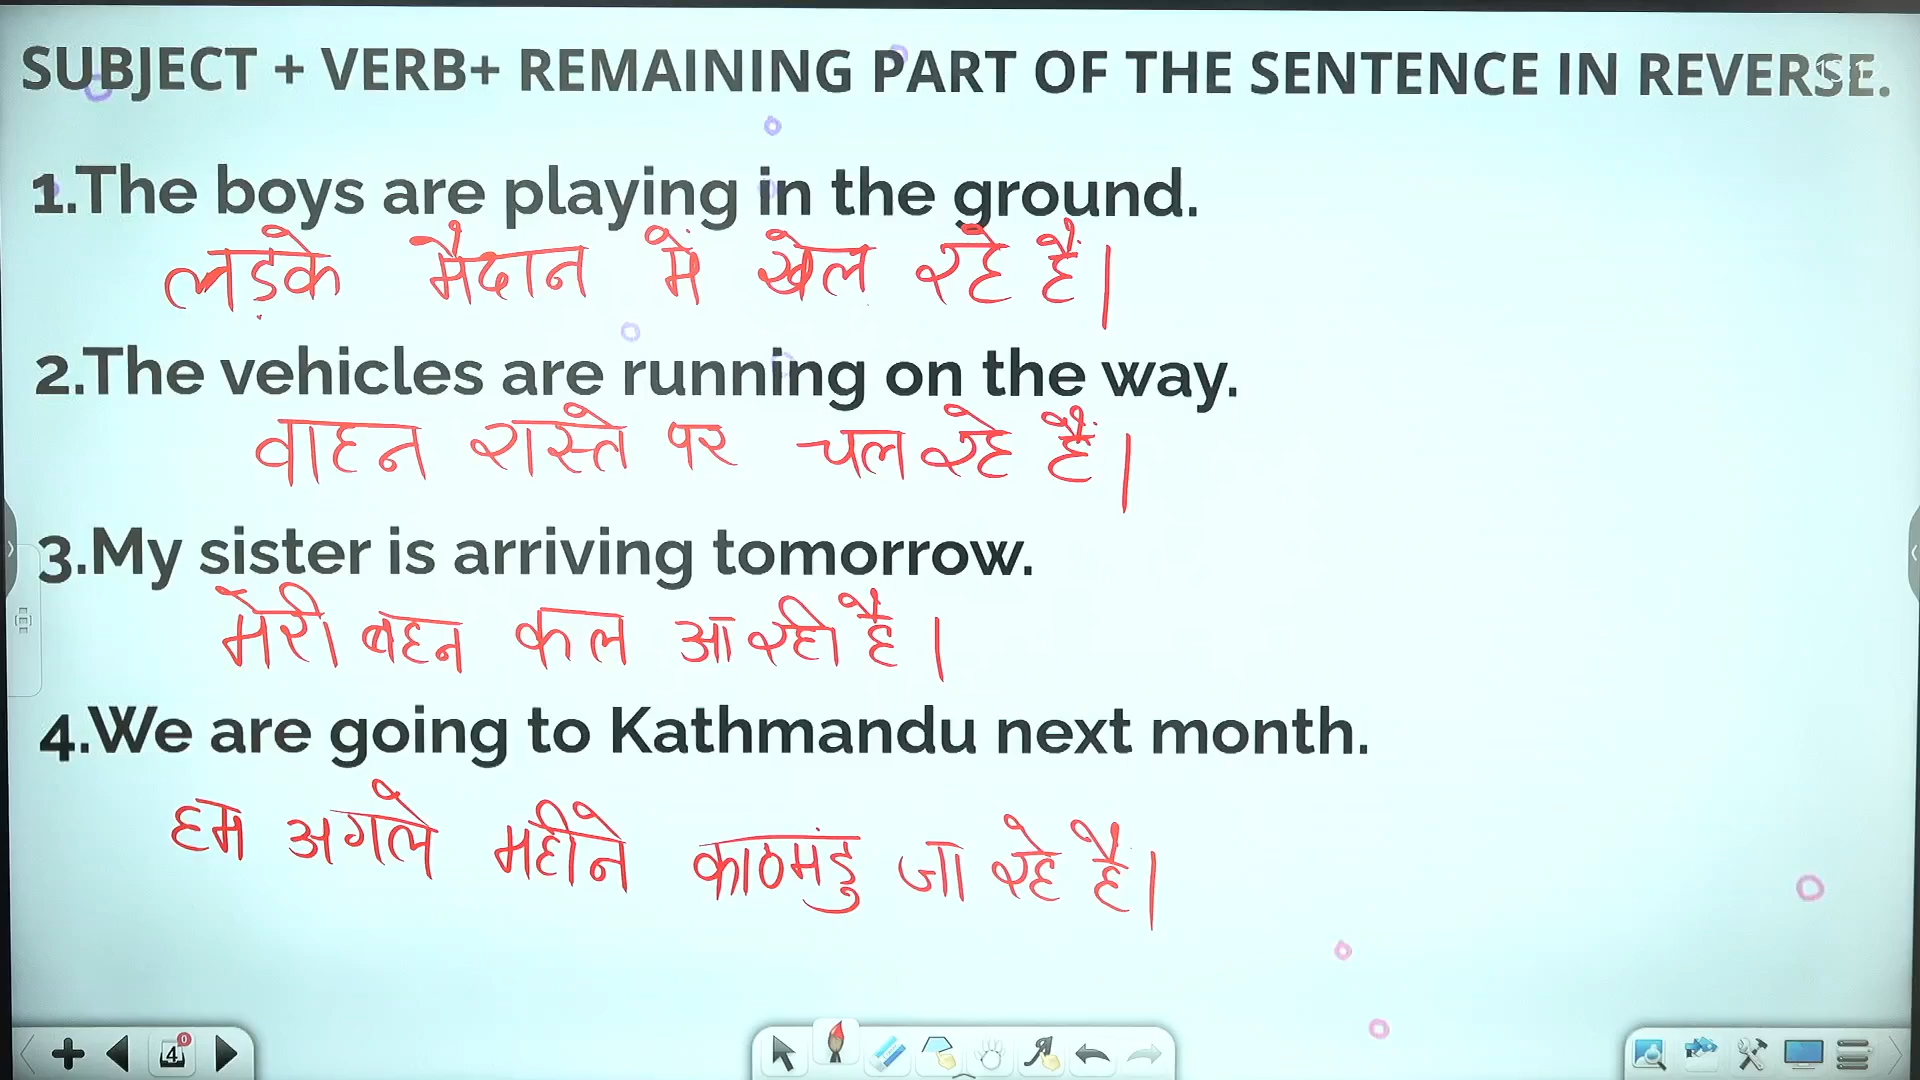 SUBJECT + VERB+ REMAINING PART OF THE SENTENCE IN REVERSE.
1.The boys are playing in the ground.
लड़के मैदान में खेल रहे हैं।
2.The vehicles are running on the way.
वाहन रास्ते पर चल रहे हैं।
3.My sister is arriving tomorrow.
मेरी बहन कल आ रही है।
4.We are going to Kathmandu next month.
हम अगले महीने काठमंडु जा रहे है।
4 0